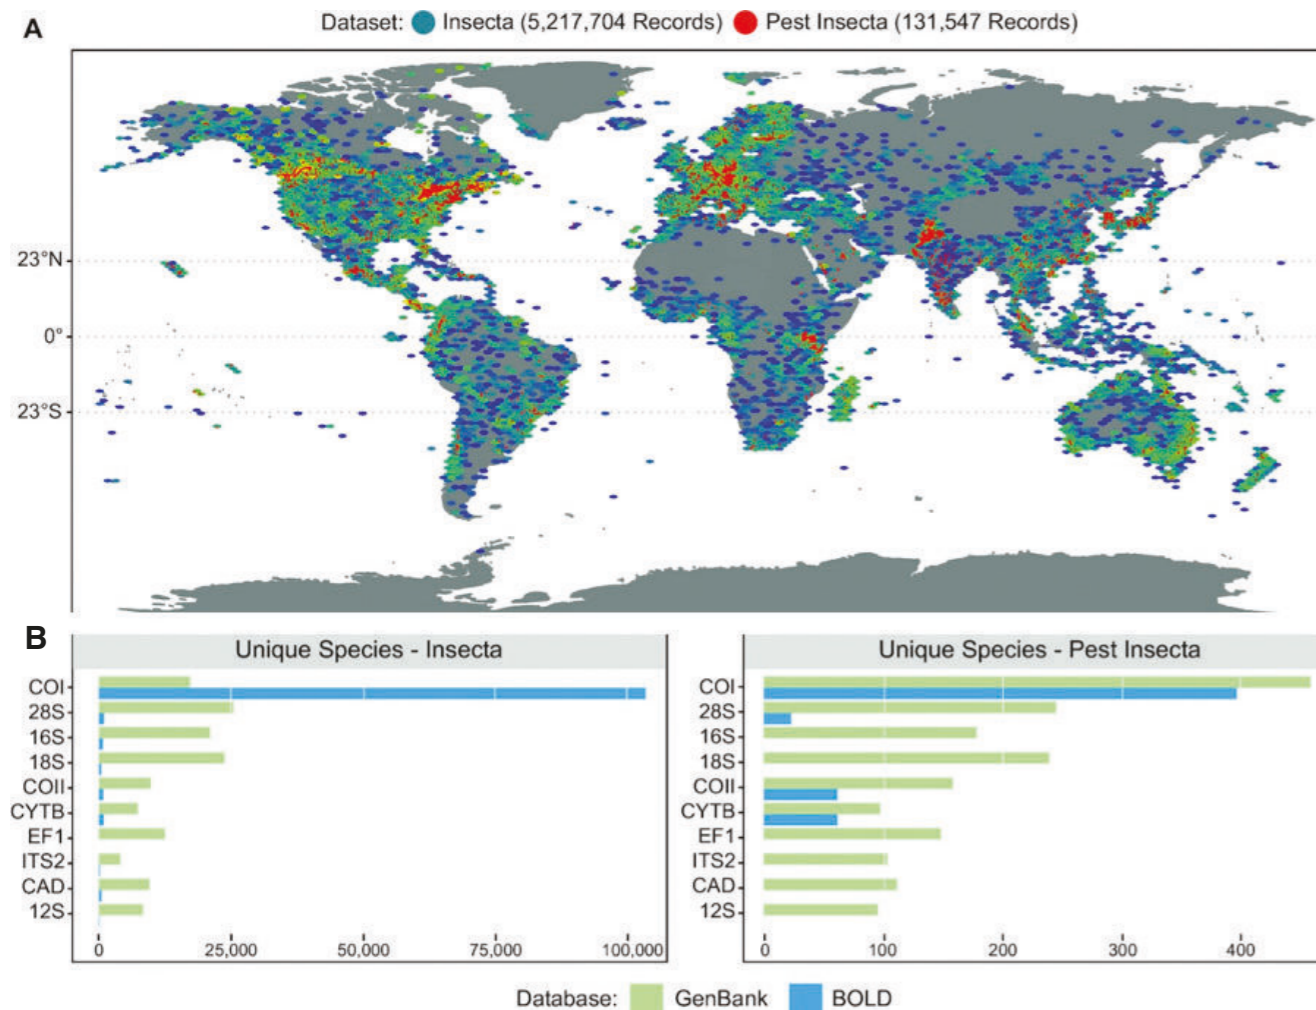 A
Dataset: Insecta (5,217,704 Records) Pest Insecta (131,547 Records)
23°N
0°
23°S
B
Unique Species - Insecta
COI
28S
16S
18S
COII
CYTB
EF1
ITS2
CAD
12S
0 25,000 50,000 75,000 100,000
Unique Species - Pest Insecta
COI
28S
16S
18S
COII
CYTB
EF1
ITS2
CAD
12S
0 100 200 300 400
Database: GenBank BOLD